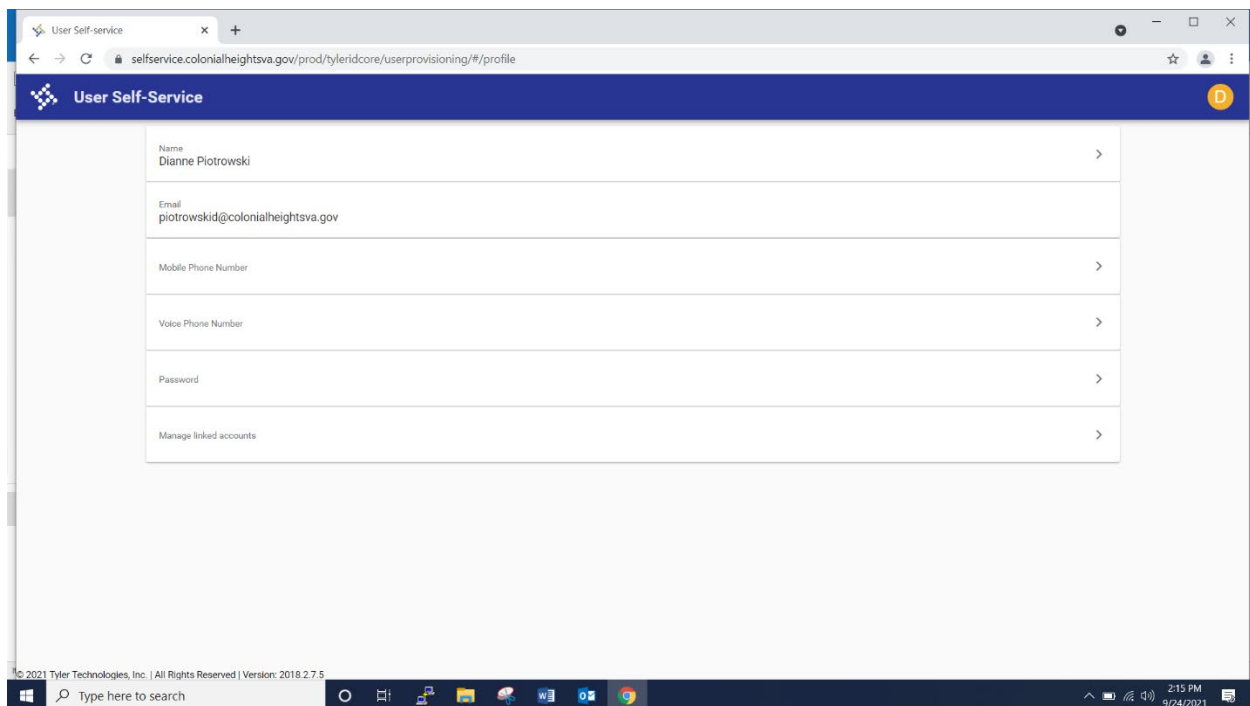 User Self-service
selfservice.colonialheightsva.gov/prod/tyleridcore/userprovisioning/#/profile
User Self-Service
D
Name
Dianne Piotrowski
Email
piotrowskid@colonialheightsva.gov
Mobile Phone Number
Voice Phone Number
Password
Manage linked accounts
© 2021 Tyler Technologies, Inc. | All Rights Reserved | Version: 2018.2.7.5
Type here to search
2:15 PM
9/24/2021